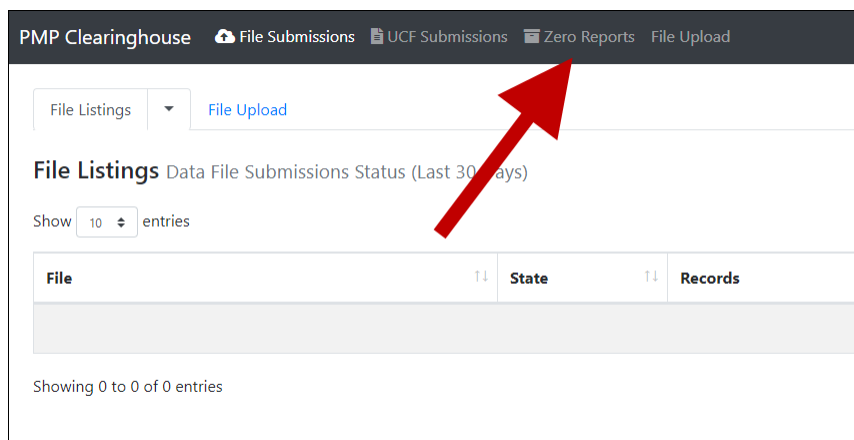 PMP Clearinghouse File Submissions UCF Submissions Zero Reports File Upload
File Listings File Upload
File Listings Data File Submissions Status (Last 30 Days)
Show 10 entries
File State Records
Showing 0 to 0 of 0 entries